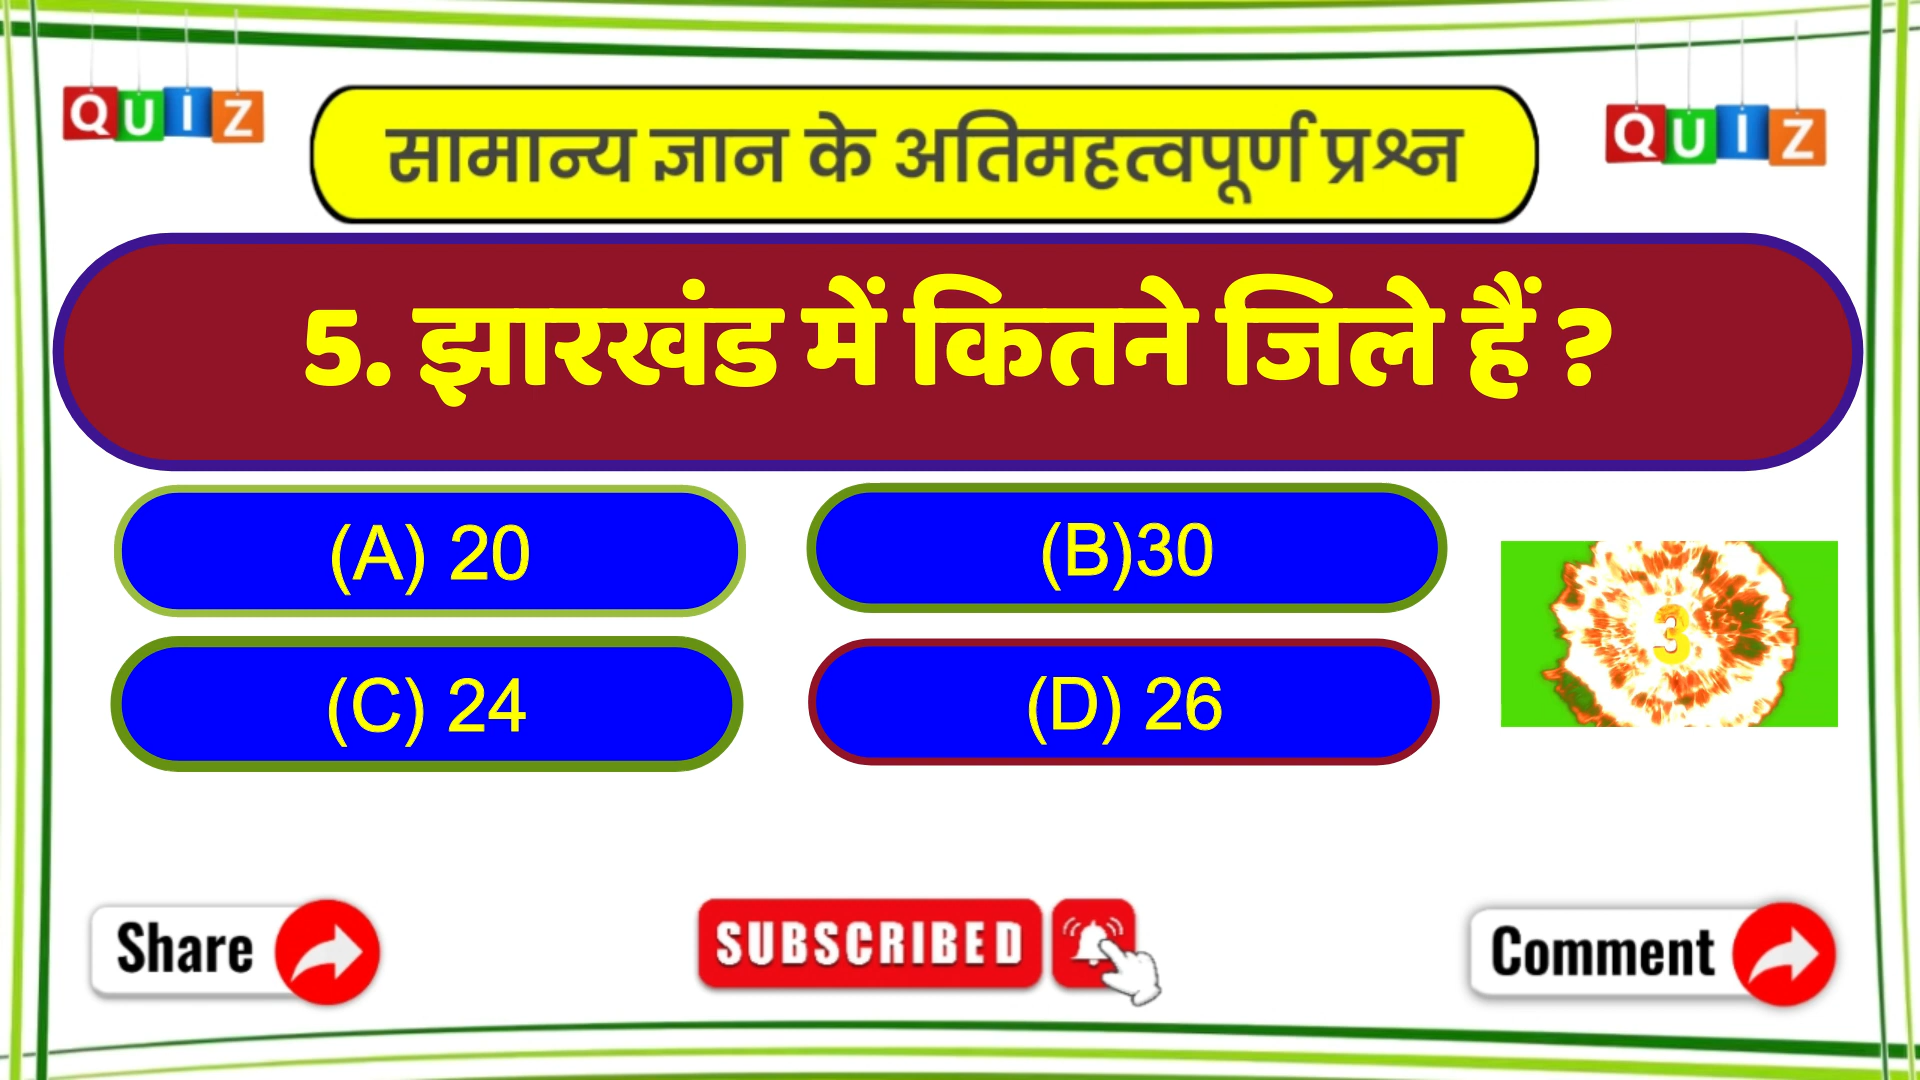 QUIZ
सामान्य ज्ञान के अतिमहत्वपूर्ण प्रश्न
QUIZ
5. झारखंड में कितने जिले हैं ?
(A) 20
(B)30
(C) 24
(D) 26
3
Share
SUBSCRIBED
Comment